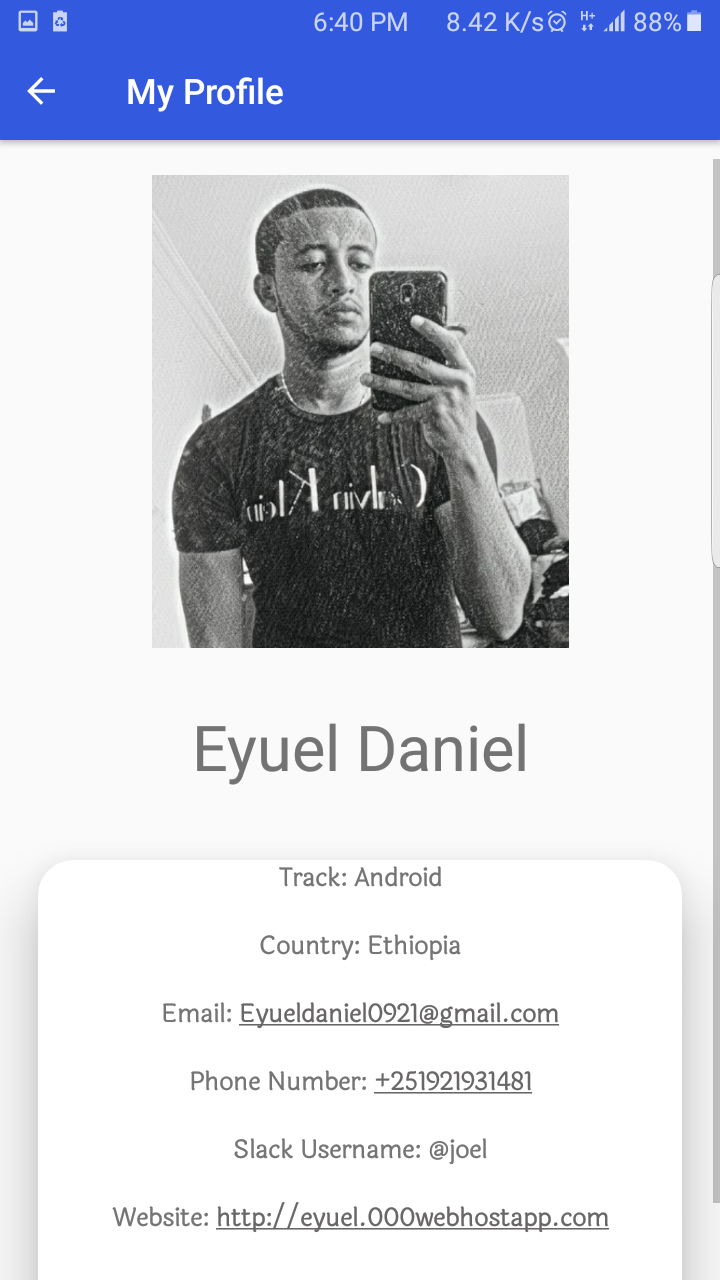 6:40 PM 8.42 K/s H+ 88%
My Profile
Calvin Klein
Eyuel Daniel
Track: Android
Country: Ethiopia
Email: Eyueldaniel0921@gmail.com
Phone Number: +251921931481
Slack Username: @joel
Website: http://eyuel.000webhostapp.com